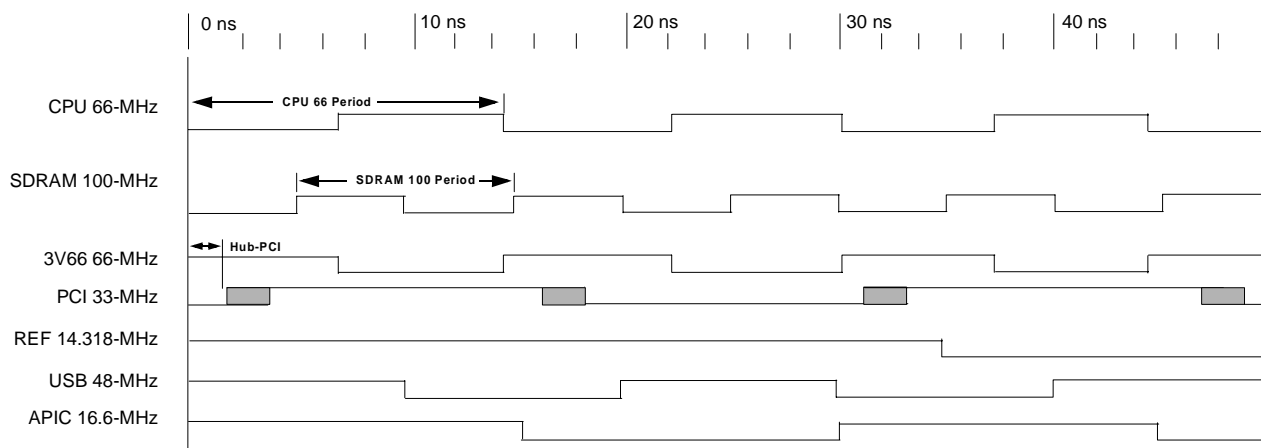 0 ns 10 ns 20 ns 30 ns 40 ns
CPU 66-MHz
CPU 66 Period
SDRAM 100-MHz
SDRAM 100 Period
Hub-PCI
3V66 66-MHz
PCI 33-MHz
REF 14.318-MHz
USB 48-MHz
APIC 16.6-MHz